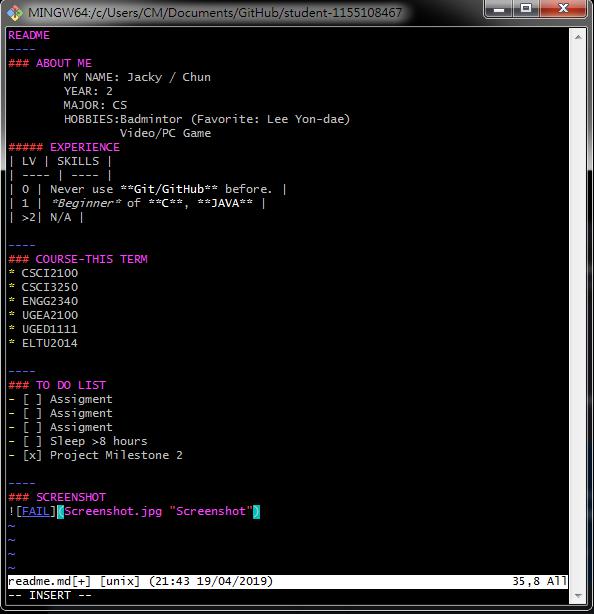 MINGW64:/c/Users/CM/Documents/GitHub/student-1155108467
README
----
### ABOUT ME
        MY NAME: Jacky / Chun
        YEAR: 2
        MAJOR: CS
        HOBBIES:Badmintor (Favorite: Lee Yon-dae)
                Video/PC Game
##### EXPERIENCE
| LV | SKILLS |
| ---- | ---- |
| 0 | Never use **Git/GitHub** before. |
| 1 | *Beginner* of **C**, **JAVA** |
| >2| N/A |
----
### COURSE-THIS TERM
* CSCI2100
* CSCI3250
* ENGG2340
* UGEA2100
* UGED1111
* ELTU2014
----
### TO DO LIST
- [ ] Assigment
- [ ] Assigment
- [ ] Assigment
- [ ] Sleep >8 hours
- [x] Project Milestone 2
----
### SCREENSHOT
![FAIL](Screenshot.jpg "Screenshot")
~
~
~
~
readme.md[+] [unix] (21:43 19/04/2019) 35,8 All
-- INSERT --